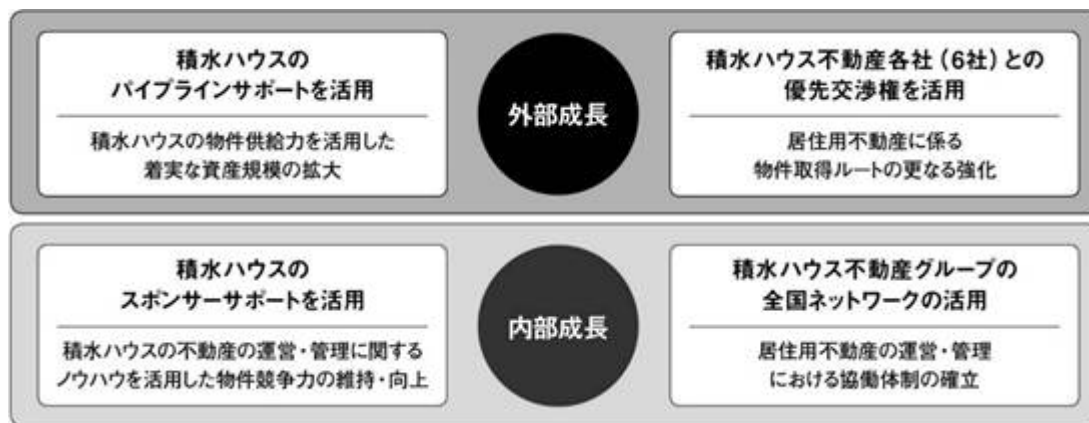 積水ハウスの
パイプラインサポートを活用
積水ハウスの物件供給力を活用した
着実な資産規模の拡大
外部成長
積水ハウス不動産各社（6社）との
優先交渉権を活用
居住用不動産に係る
物件取得ルートの更なる強化
積水ハウスの
スポンサーサポートを活用
積水ハウスの不動産の運営・管理に関する
ノウハウを活用した物件競争力の維持・向上
内部成長
積水ハウス不動産グループの
全国ネットワークの活用
居住用不動産の運営・管理
における協働体制の確立